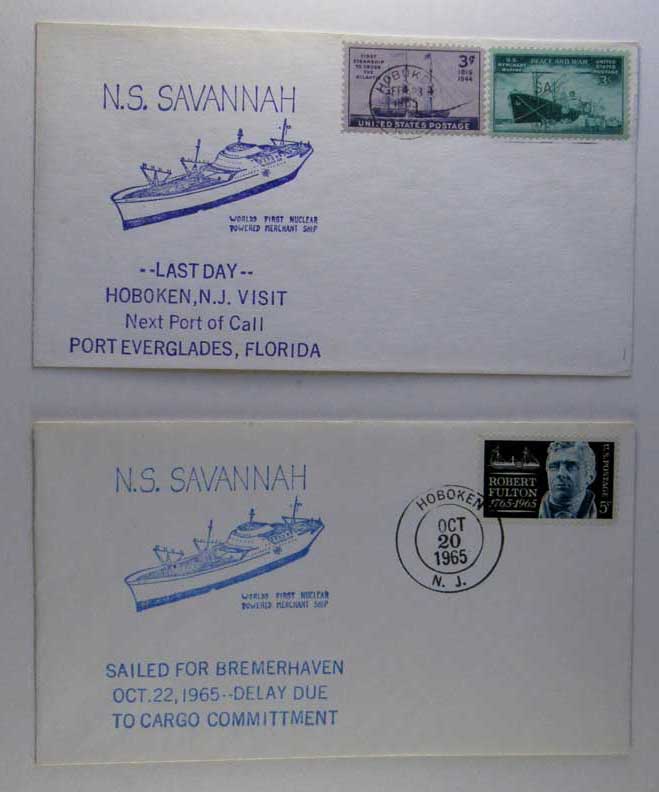 N.S. SAVANNAH
WORLDS FIRST NUCLEAR
POWERED MERCHANT SHIP
--LAST DAY--
HOBOKEN, N.J. VISIT
Next Port of Call
PORT EVERGLADES, FLORIDA
FIRST
STEAMSHIP
TO CROSS
THE
ATLANTIC
3¢
1819
1944
UNITED STATES POSTAGE
HOBOKEN
U.S.
MERCHANT
MARINE
PEACE AND WAR
UNITED
STATES
POSTAGE
3¢
N.S. SAVANNAH
WORLDS FIRST NUCLEAR
POWERED MERCHANT SHIP
SAILED FOR BREMERHAVEN
OCT. 22, 1965--DELAY DUE
TO CARGO COMMITTMENT
ROBERT
FULTON
1765-1965
U.S. POSTAGE
5¢
HOBOKEN
OCT
20
1965
N. J.